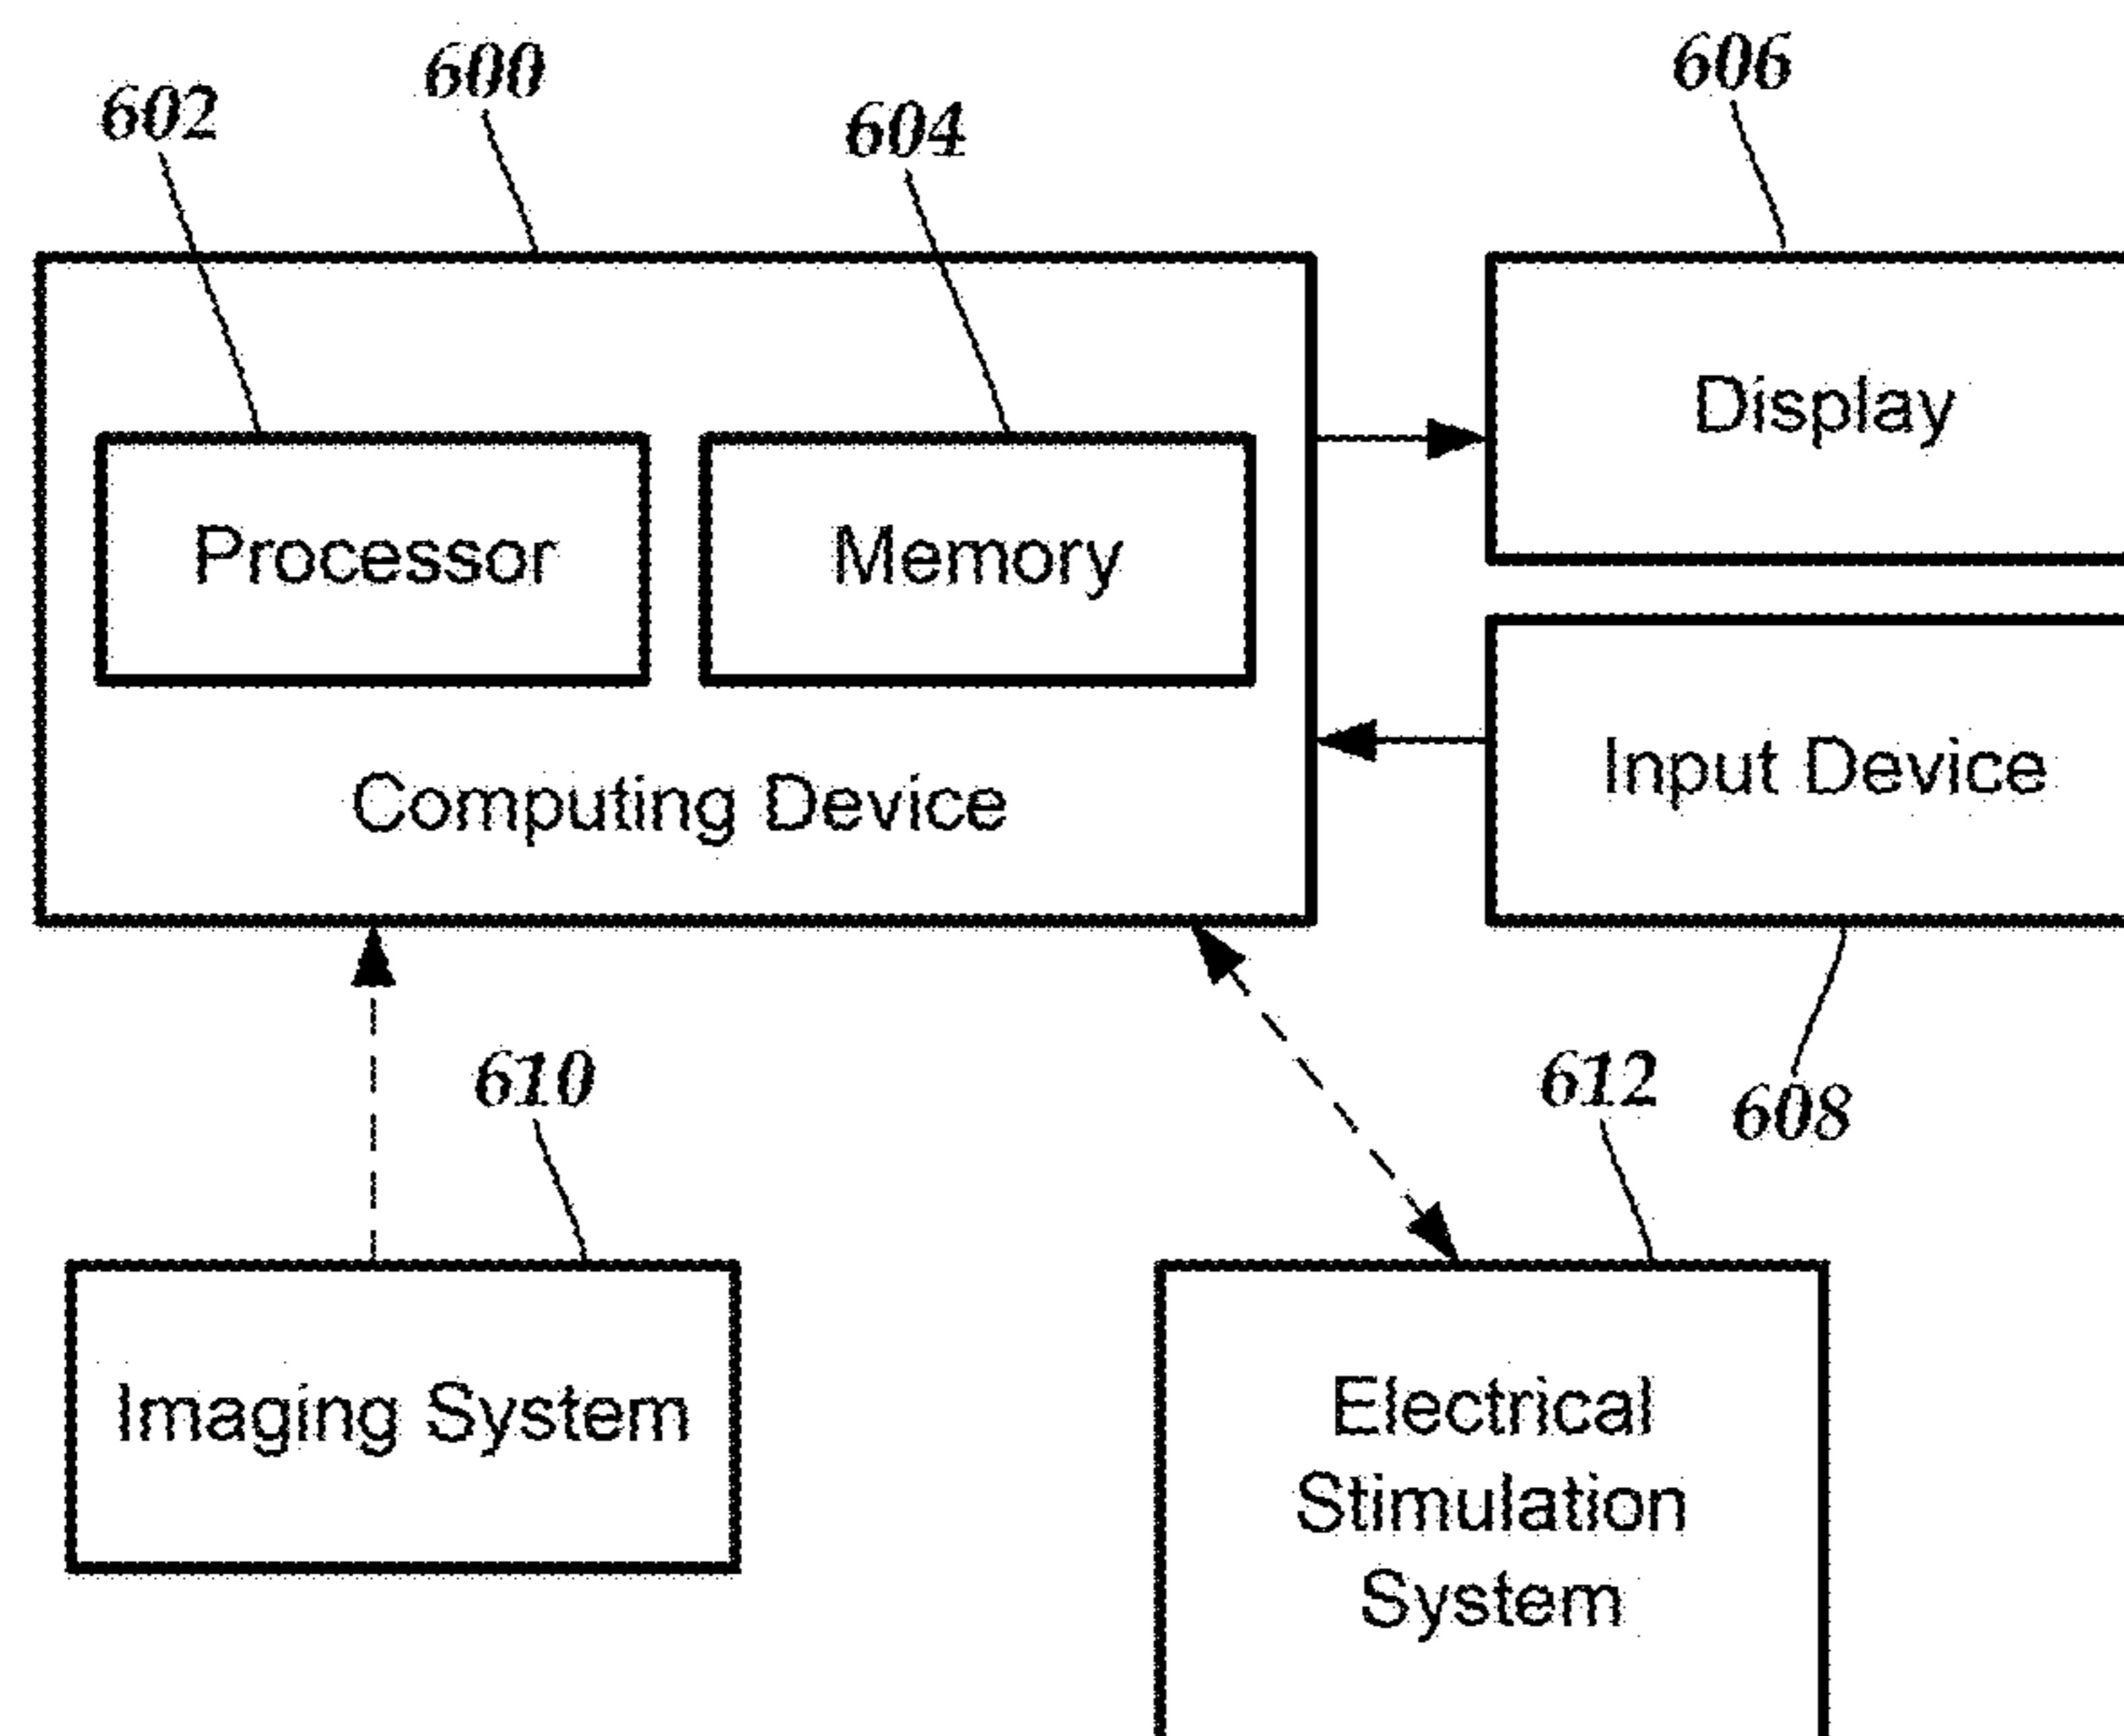 600
606
602
604
Display
Processor
Memory
Input Device
Computing Device
610
612
608
Imaging System
Electrical
Stimulation
System